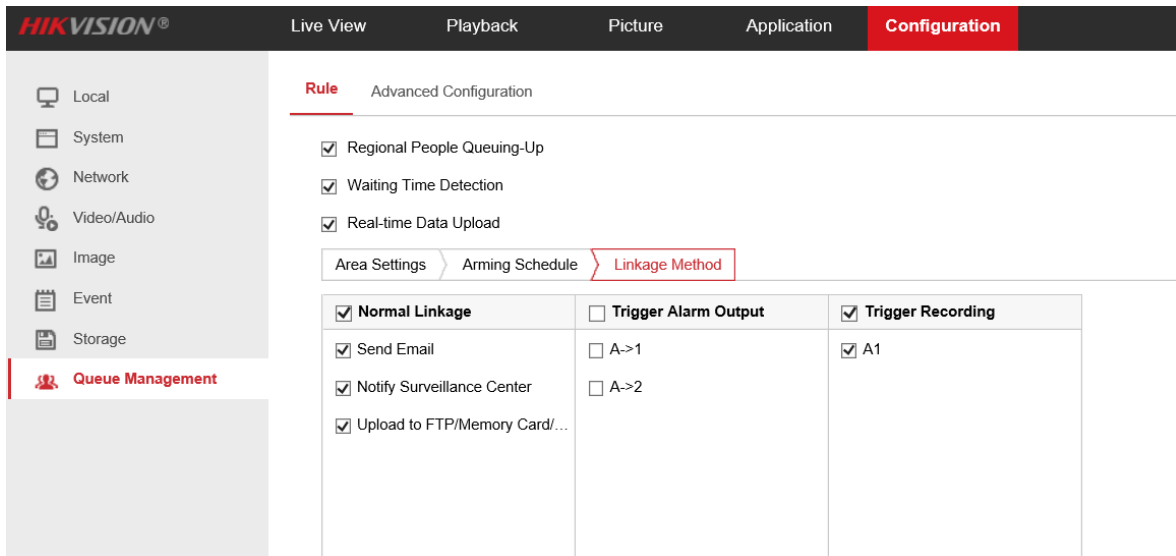 HIKVISION® Live View Playback Picture Application Configuration
Local
System
Network
Video/Audio
Image
Event
Storage
Queue Management
Rule Advanced Configuration
Regional People Queuing-Up
Waiting Time Detection
Real-time Data Upload
Area Settings Arming Schedule Linkage Method
Normal Linkage Trigger Alarm Output Trigger Recording
Send Email A->1 A1
Notify Surveillance Center A->2
Upload to FTP/Memory Card/...